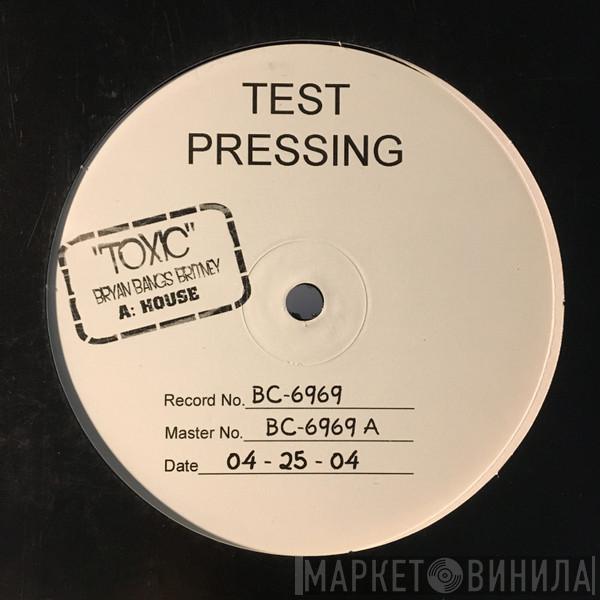 TEST
PRESSING
"TOXIC"
BRYAN BANGS BRITNEY
A: HOUSE
Record No. BC-6969
Master No. BC-6969 A
Date 04-25-04
МАРКЕТ ВИНИЛА